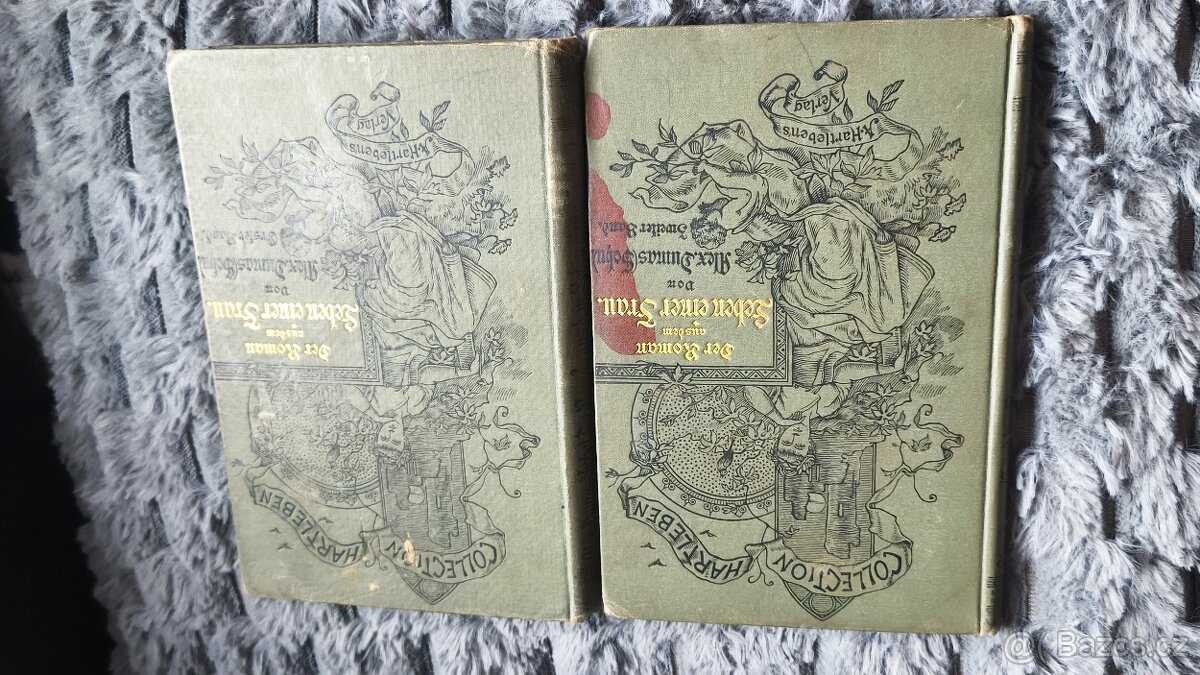 COLLECTION
HARTLEBEN
Der Roman
aus dem
Leben einer Frau.
von
Alex. Dumas (Sohn)
Erster Band.
A. Hartlebens
Verlag
COLLECTION
HARTLEBEN
Der Roman
aus dem
Leben einer Frau.
von
Alex. Dumas (Sohn)
Zweiter Band.
A. Hartlebens
Verlag
Bazos.cz